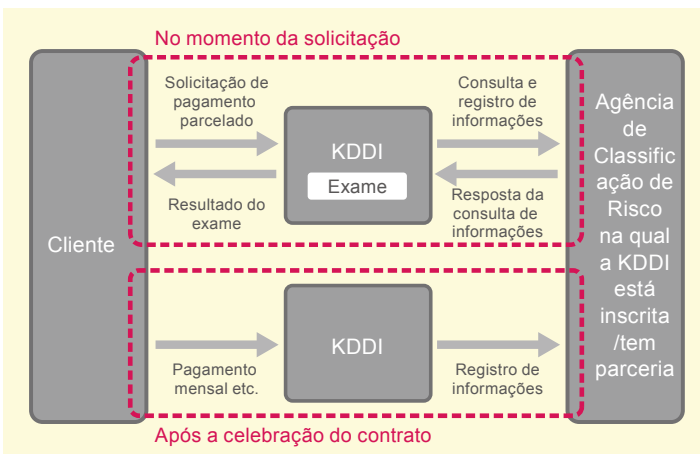 No momento da solicitação
Cliente
Solicitação de
pagamento
parcelado
Resultado do
exame
KDDI
Exame
Consulta e
registro de
informações
Resposta da
consulta de
informações
Agência
de
Classific
ação de
Risco
na qual
a KDDI
está
inscrita
/tem
parceria
Pagamento
mensal etc.
KDDI
Registro de
informações
Após a celebração do contrato